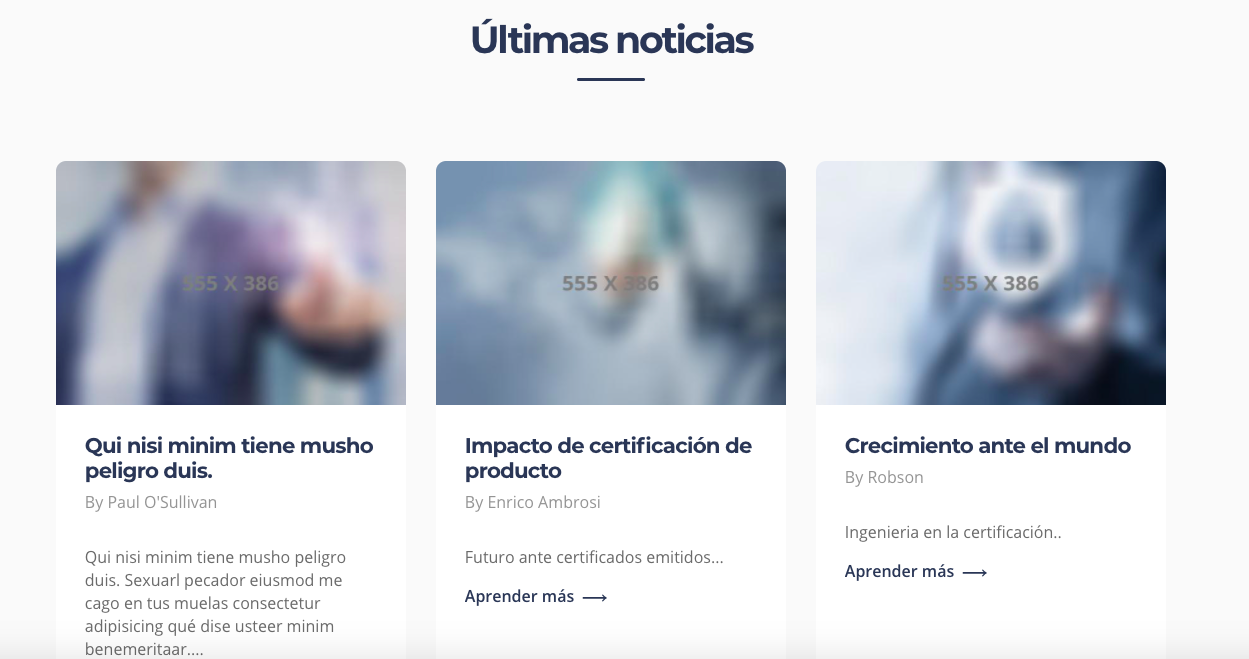 Últimas noticias
555 X 386
555 X 386
555 X 386
Qui nisi minim tiene musho
peligro duis.
By Paul O'Sullivan
Qui nisi minim tiene musho peligro
duis. Sexuarl pecador eiusmod me
cago en tus muelas consectetur
adipisicing qué dise usteer minim
benemeritaar....
Impacto de certificación de
producto
By Enrico Ambrosi
Futuro ante certificados emitidos...
Aprender más
Crecimiento ante el mundo
By Robson
Ingenieria en la certificación..
Aprender más